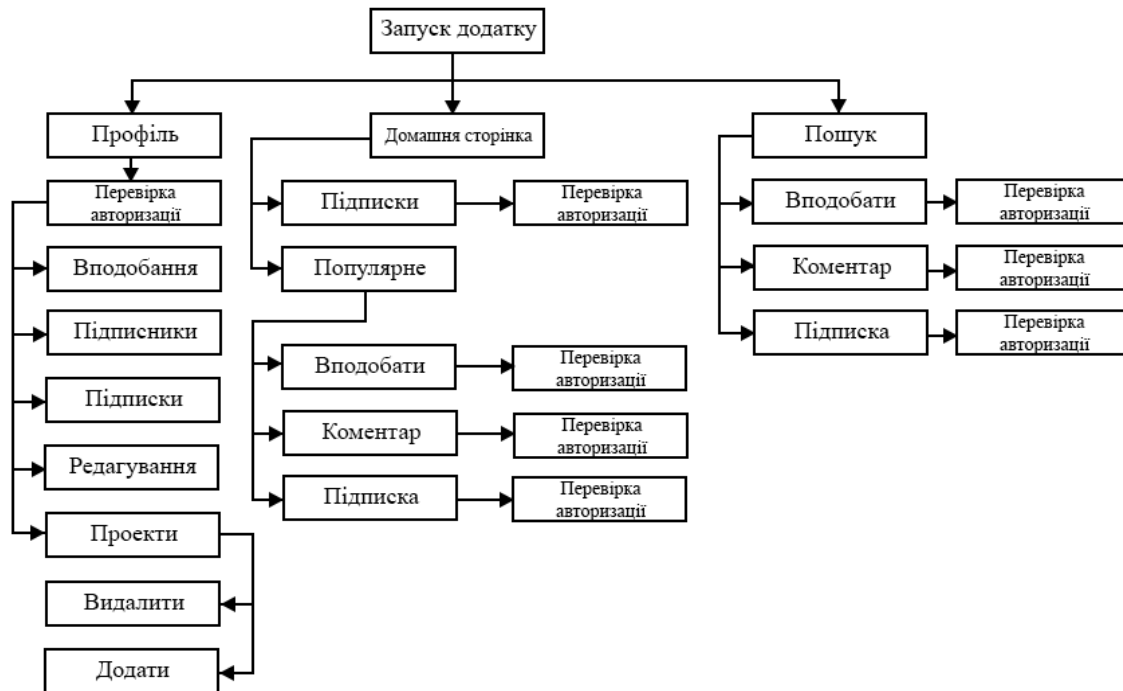 Запуск додатку
Профіль
Домашня сторінка
Пошук
Перевірка
авторизації
Підписки
Перевірка
авторизації
Вподобати
Перевірка
авторизації
Вподобання
Популярне
Коментар
Перевірка
авторизації
Підписники
Підписка
Перевірка
авторизації
Підписки
Вподобати
Перевірка
авторизації
Редагування
Коментар
Перевірка
авторизації
Проекти
Підписка
Перевірка
авторизації
Видалити
Додати